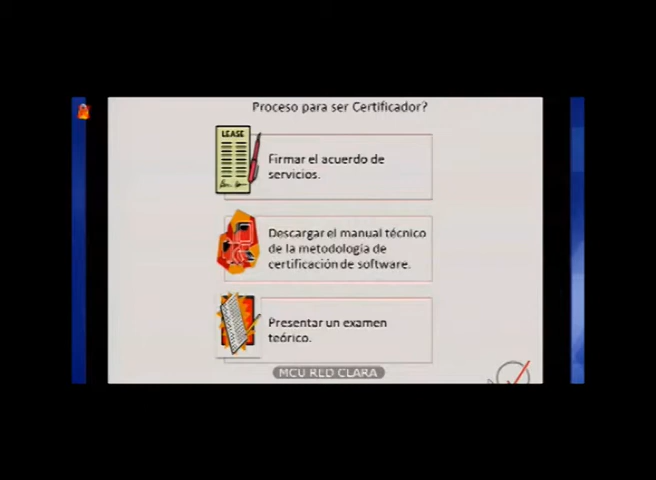 Proceso para ser Certificador?
LEASE
Firmar el acuerdo de
servicios.
Descargar el manual técnico
de la metodología de
certificación de software.
Presentar un examen
teórico.
MCU RED CLARA